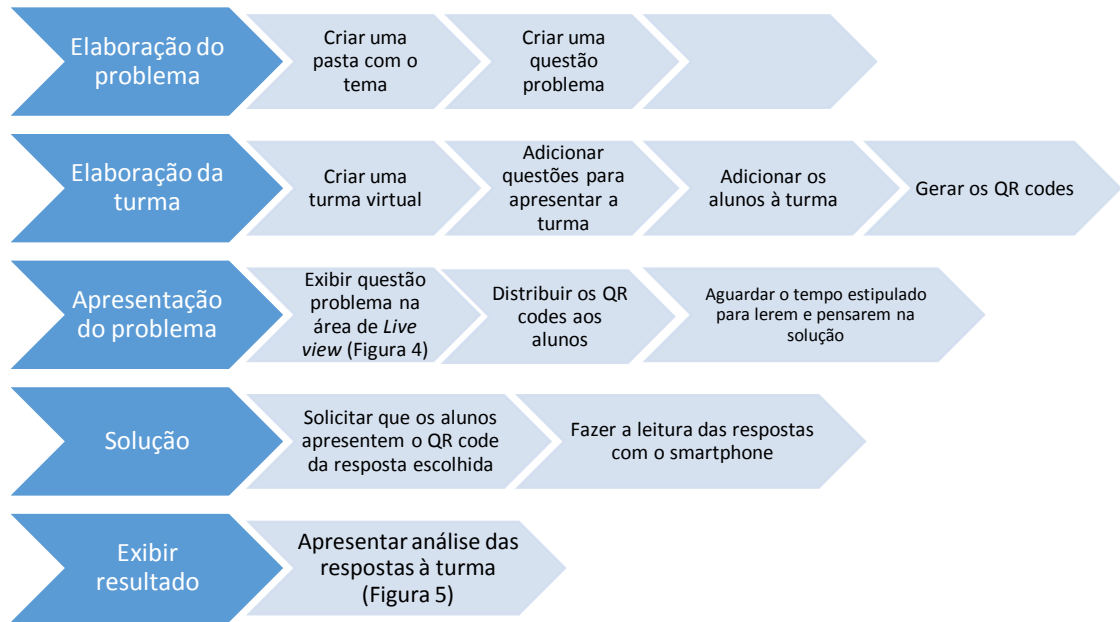 Elaboração do
problema
Criar uma
pasta com o
tema
Criar uma
questão
problema
Elaboração da
turma
Criar uma
turma virtual
Adicionar
questões para
apresentar a
turma
Adicionar os
alunos à turma
Gerar os QR codes
Apresentação
do problema
Exibir questão
problema na
área de Live
view (Figura 4)
Distribuir os QR
codes aos
alunos
Aguardar o tempo estipulado
para lerem e pensarem na
solução
Solução
Solicitar que os alunos
apresentem o QR code
da resposta escolhida
Fazer a leitura das respostas
com o smartphone
Exibir
resultado
Apresentar análise das
respostas à turma
(Figura 5)